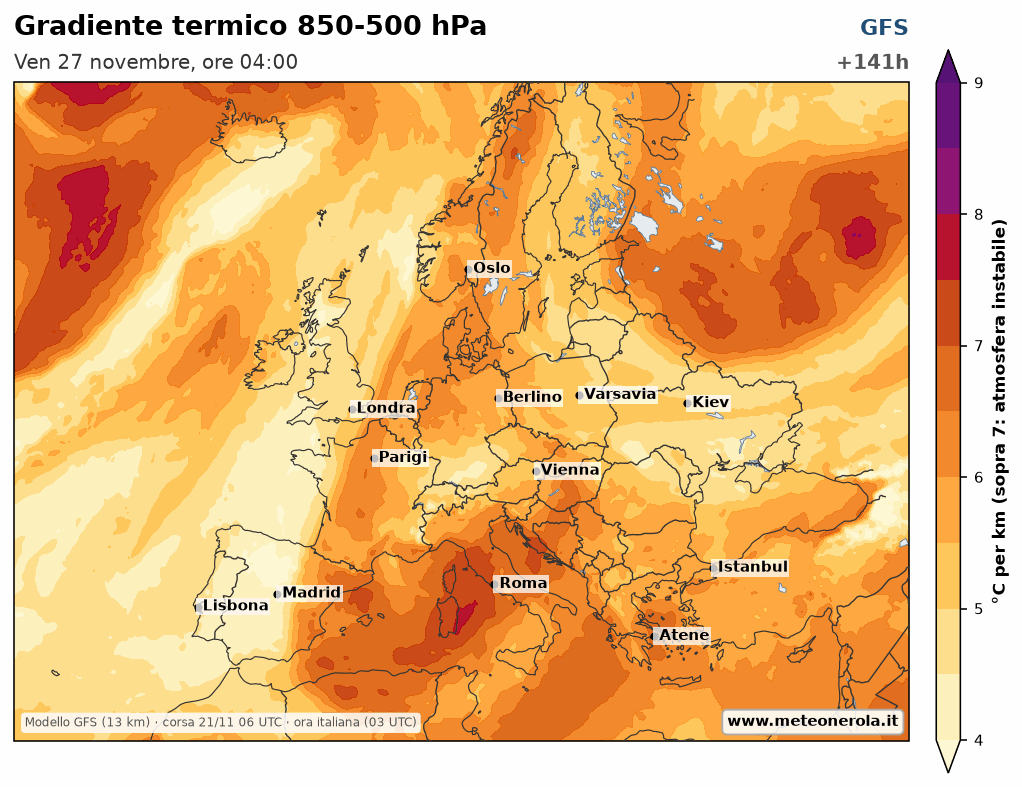 Gradiente termico 850-500 hPa
GFS
Ven 27 novembre, ore 04:00
+141h
Oslo
Londra
Berlino
Varsavia
Kiev
Parigi
Vienna
Madrid
Lisbona
Roma
Istanbul
Atene
Modello GFS (13 km) · corsa 21/11 06 UTC · ora italiana (03 UTC)
www.meteonerola.it
9
8
7
6
5
4
°C per km (sopra 7: atmosfera instabile)